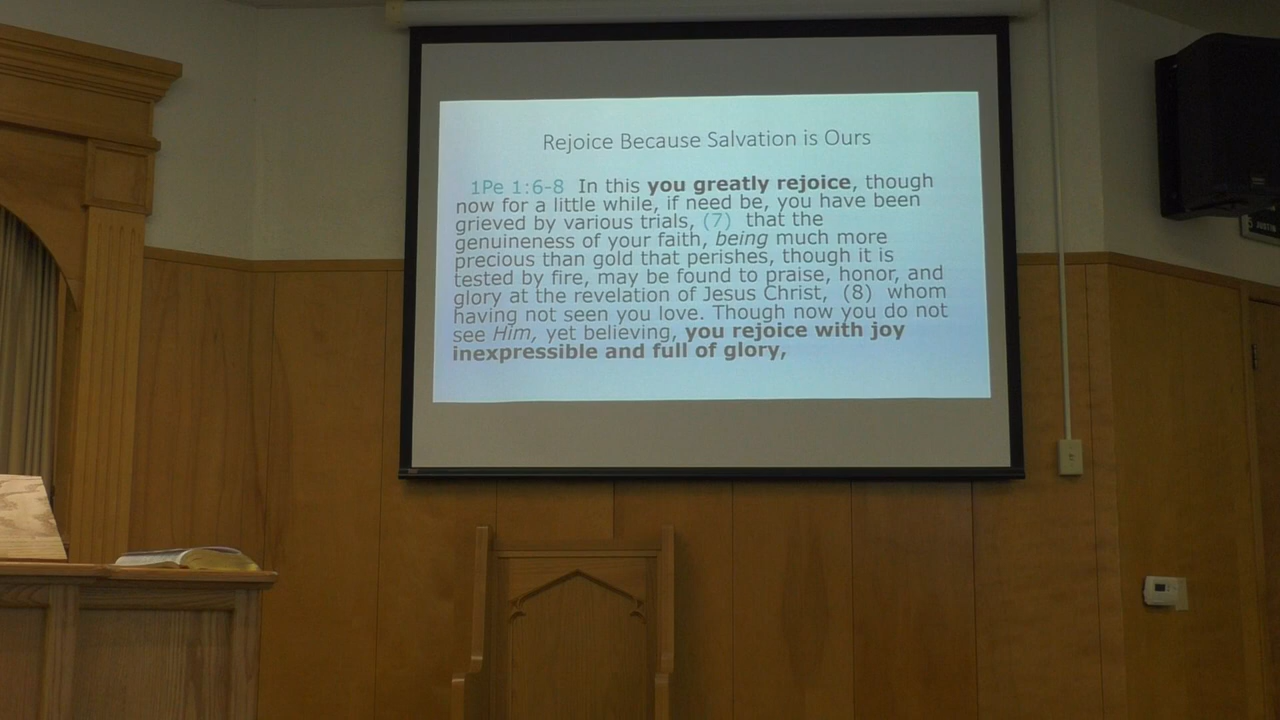 Rejoice Because Salvation is Ours
1Pe 1:6-8 In this you greatly rejoice, though
now for a little while, if need be, you have been
grieved by various trials, (7) that the
genuineness of your faith, being much more
precious than gold that perishes, though it is
tested by fire, may be found to praise, honor, and
glory at the revelation of Jesus Christ, (8) whom
having not seen you love. Though now you do not
see Him, yet believing, you rejoice with joy
inexpressible and full of glory,